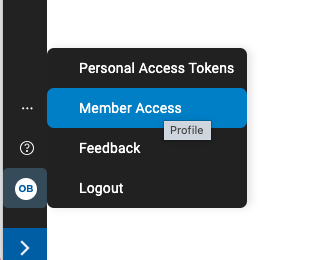 Personal Access Tokens
Member Access
Profile
Feedback
OB
Logout